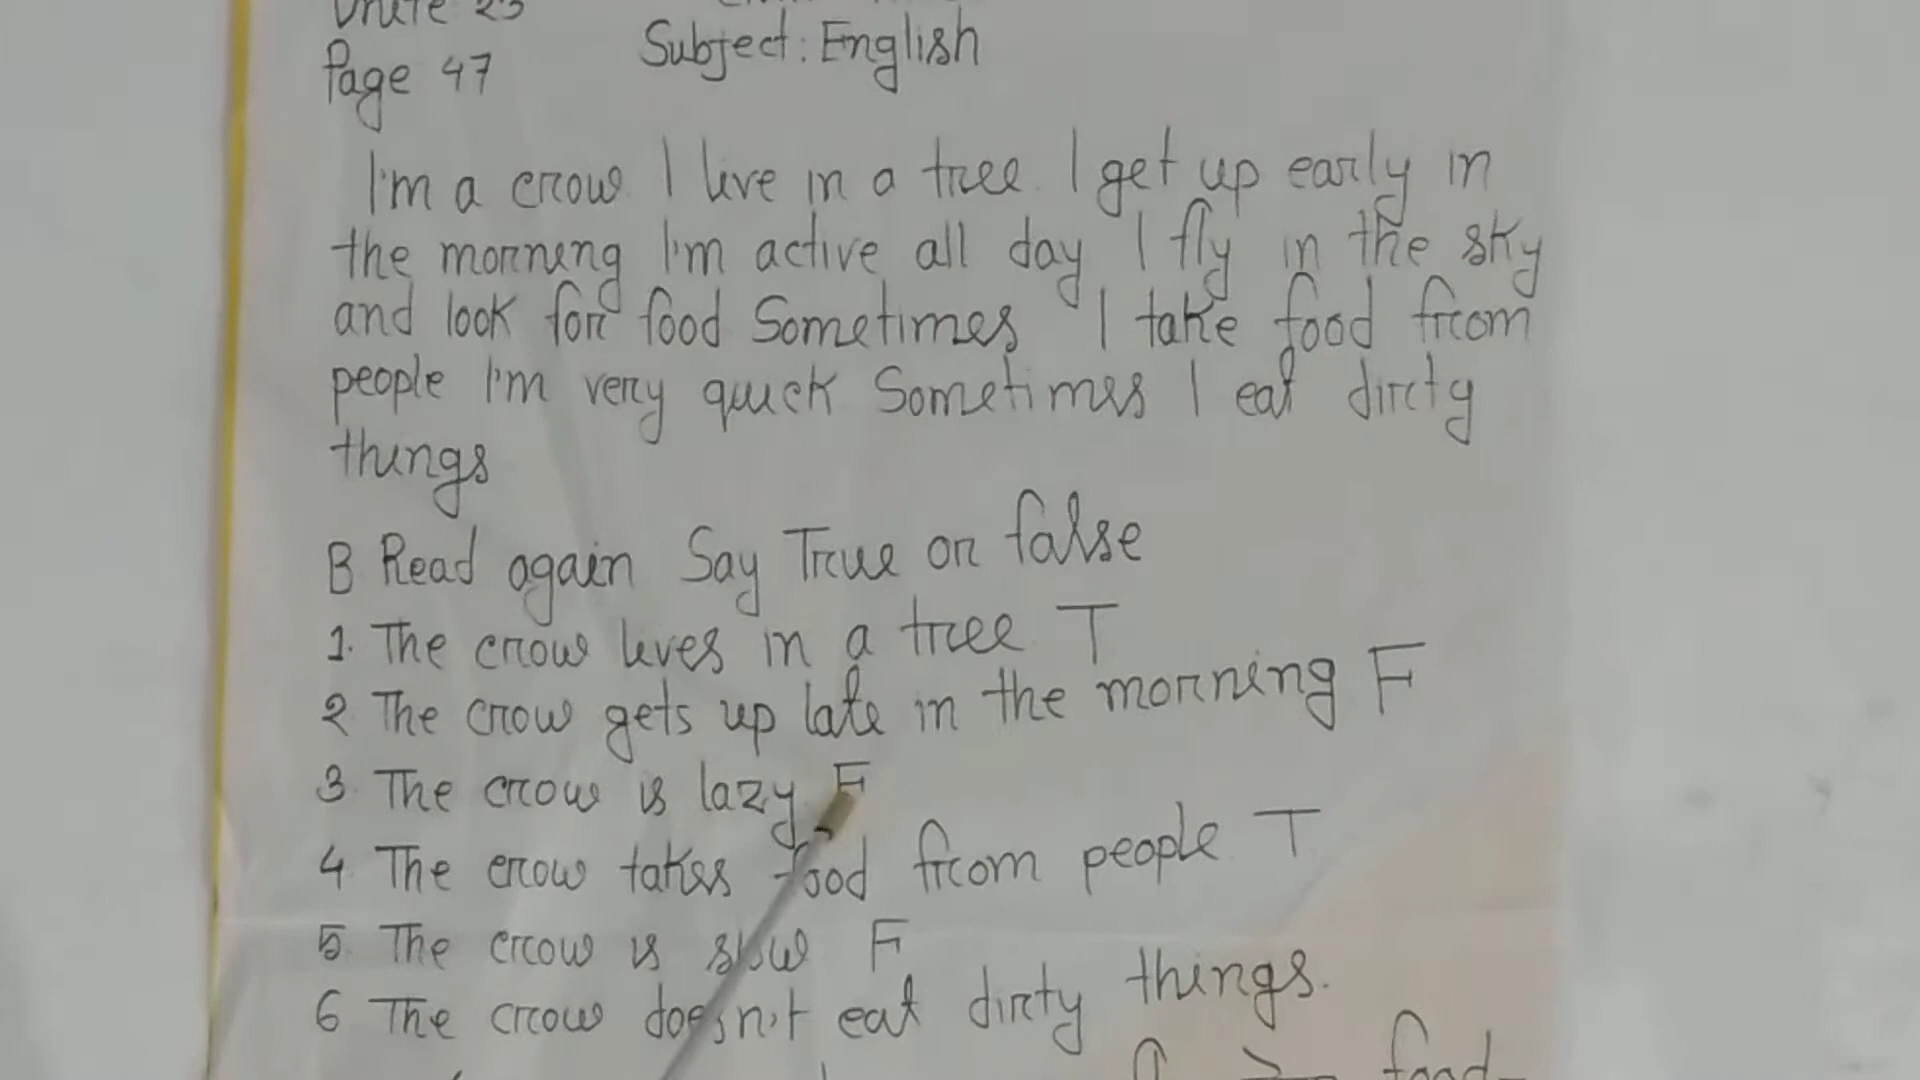 Unite 23
Page 47
Subject: English
I'm a crow. I live in a tree. I get up early in
the morning I'm active all day I fly in the sky
and look for food Sometimes I take food from
people I'm very quick Sometimes I eat dirty
things
B Read again Say True or false
1. The crow lives in a tree T
2 The crow gets up late in the morning F
3. The crow is lazy F
4 The crow takes food from people T
5. The crow is slow F
6 The crow doesn't eat dirty things.
food